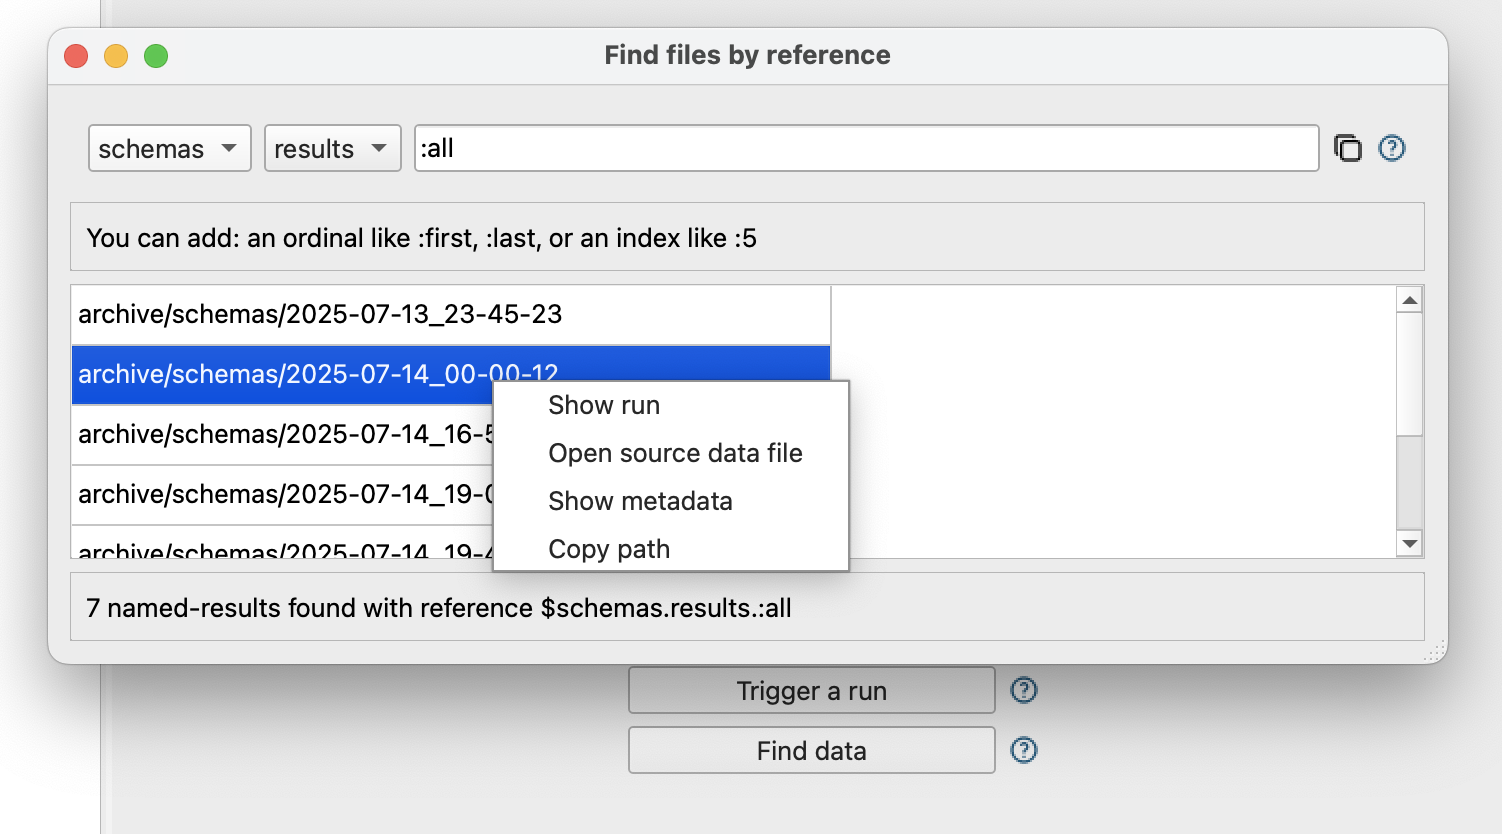 Find files by reference
schemas results :all
You can add: an ordinal like :first, :last, or an index like :5
archive/schemas/2025-07-13_23-45-23
archive/schemas/2025-07-14_00-00-12
Show run
archive/schemas/2025-07-14_16-5
Open source data file
archive/schemas/2025-07-14_19-0
Show metadata
archive/schemas/2025-07-14_19-4
Copy path
7 named-results found with reference $schemas.results.:all
Trigger a run
Find data